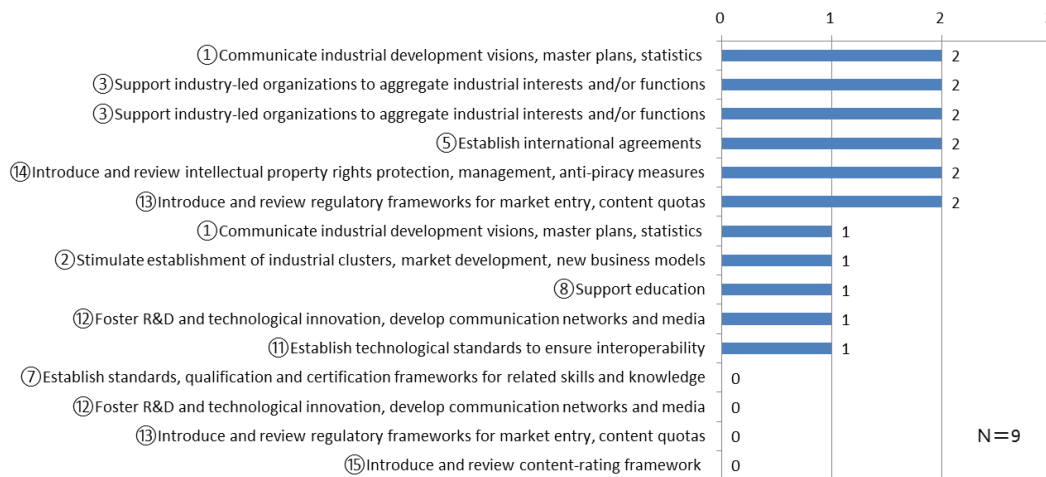 0 1 2
①Communicate industrial development visions, master plans, statistics 2
③Support industry-led organizations to aggregate industrial interests and/or functions 2
③Support industry-led organizations to aggregate industrial interests and/or functions 2
⑤Establish international agreements 2
⑭Introduce and review intellectual property rights protection, management, anti-piracy measures 2
⑬Introduce and review regulatory frameworks for market entry, content quotas 2
①Communicate industrial development visions, master plans, statistics 1
②Stimulate establishment of industrial clusters, market development, new business models 1
⑧Support education 1
⑫Foster R&D and technological innovation, develop communication networks and media 1
⑪Establish technological standards to ensure interoperability 1
⑦Establish standards, qualification and certification frameworks for related skills and knowledge 0
⑫Foster R&D and technological innovation, develop communication networks and media 0
⑬Introduce and review regulatory frameworks for market entry, content quotas 0
N=9
⑮Introduce and review content-rating framework 0